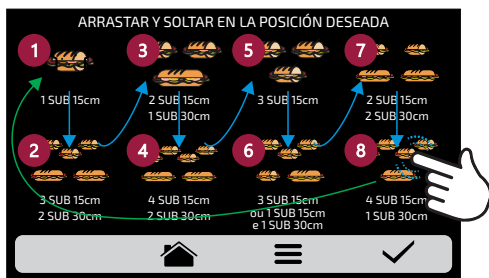 ARRASTAR Y SOLTAR EN LA POSICIÓN DESEADA
1
1 SUB 15cm
3
2 SUB 15cm
1 SUB 30cm
5
3 SUB 15cm
7
2 SUB 15cm
2 SUB 30cm
2
3 SUB 15cm
2 SUB 30cm
4
4 SUB 15cm
2 SUB 30cm
6
3 SUB 15cm
ou 1 SUB 15cm
e 1 SUB 30cm
8
4 SUB 15cm
1 SUB 30cm